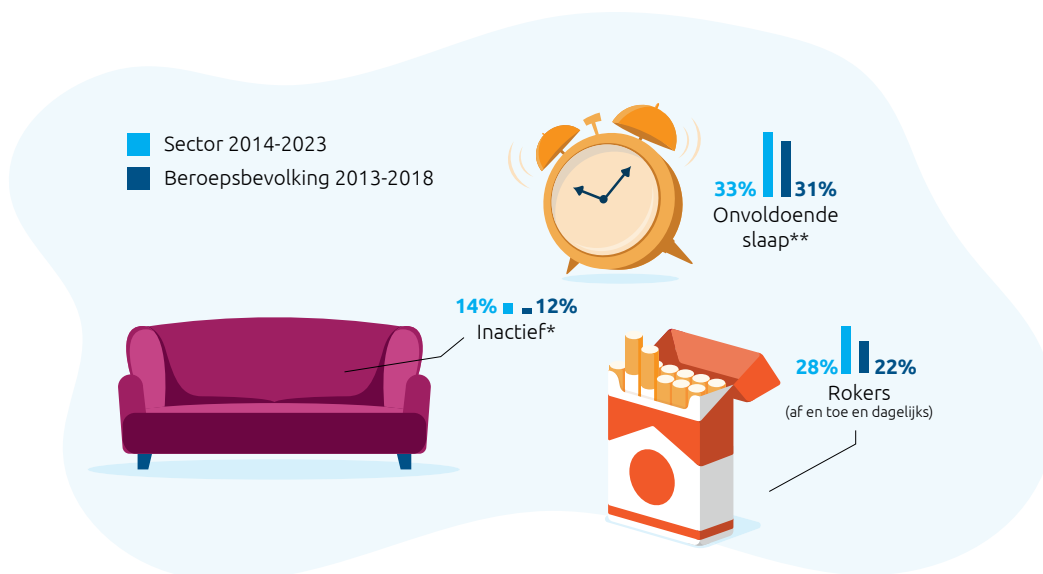 Sector 2014-2023
Beroepsbevolking 2013-2018
33% 31%
Onvoldoende
slaap**
14% 12%
Inactief*
28% 22%
Rokers
(af en toe en dagelijks)